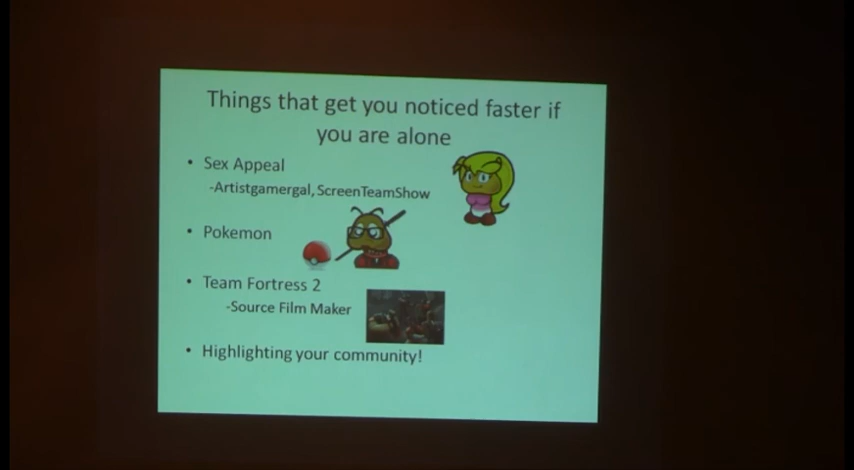 Things that get you noticed faster if
you are alone
• Sex Appeal
-Artistgamergal, ScreenTeamShow
• Pokemon
• Team Fortress 2
-Source Film Maker
• Highlighting your community!